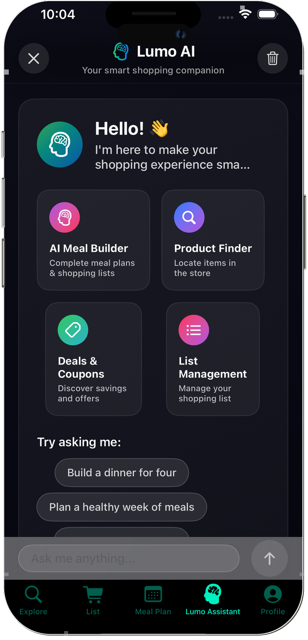 10:04
Lumo AI
Your smart shopping companion
Hello! 👋
I'm here to make your
shopping experience sma...
AI Meal Builder
Complete meal plans
& shopping lists
Product Finder
Locate items in
the store
Deals &
Coupons
Discover savings
and offers
List
Management
Manage your
shopping list
Try asking me:
Build a dinner for four
Plan a healthy week of meals
Ask me anything...
Explore
List
Meal Plan
Lumo Assistant
Profile